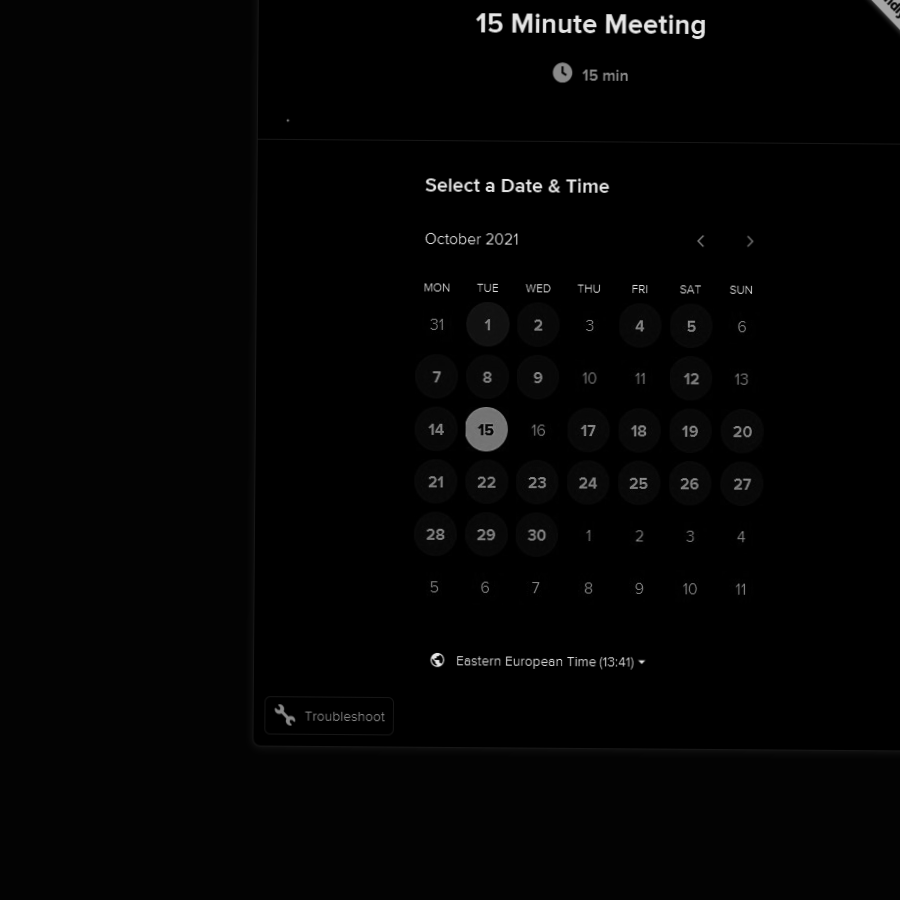 15 Minute Meeting
15 min
Select a Date & Time
October 2021
MON TUE WED THU FRI SAT SUN
31 1 2 3 4 5 6
7 8 9 10 11 12 13
14 15 16 17 18 19 20
21 22 23 24 25 26 27
28 29 30 1 2 3 4
5 6 7 8 9 10 11
Eastern European Time (13:41)
Troubleshoot